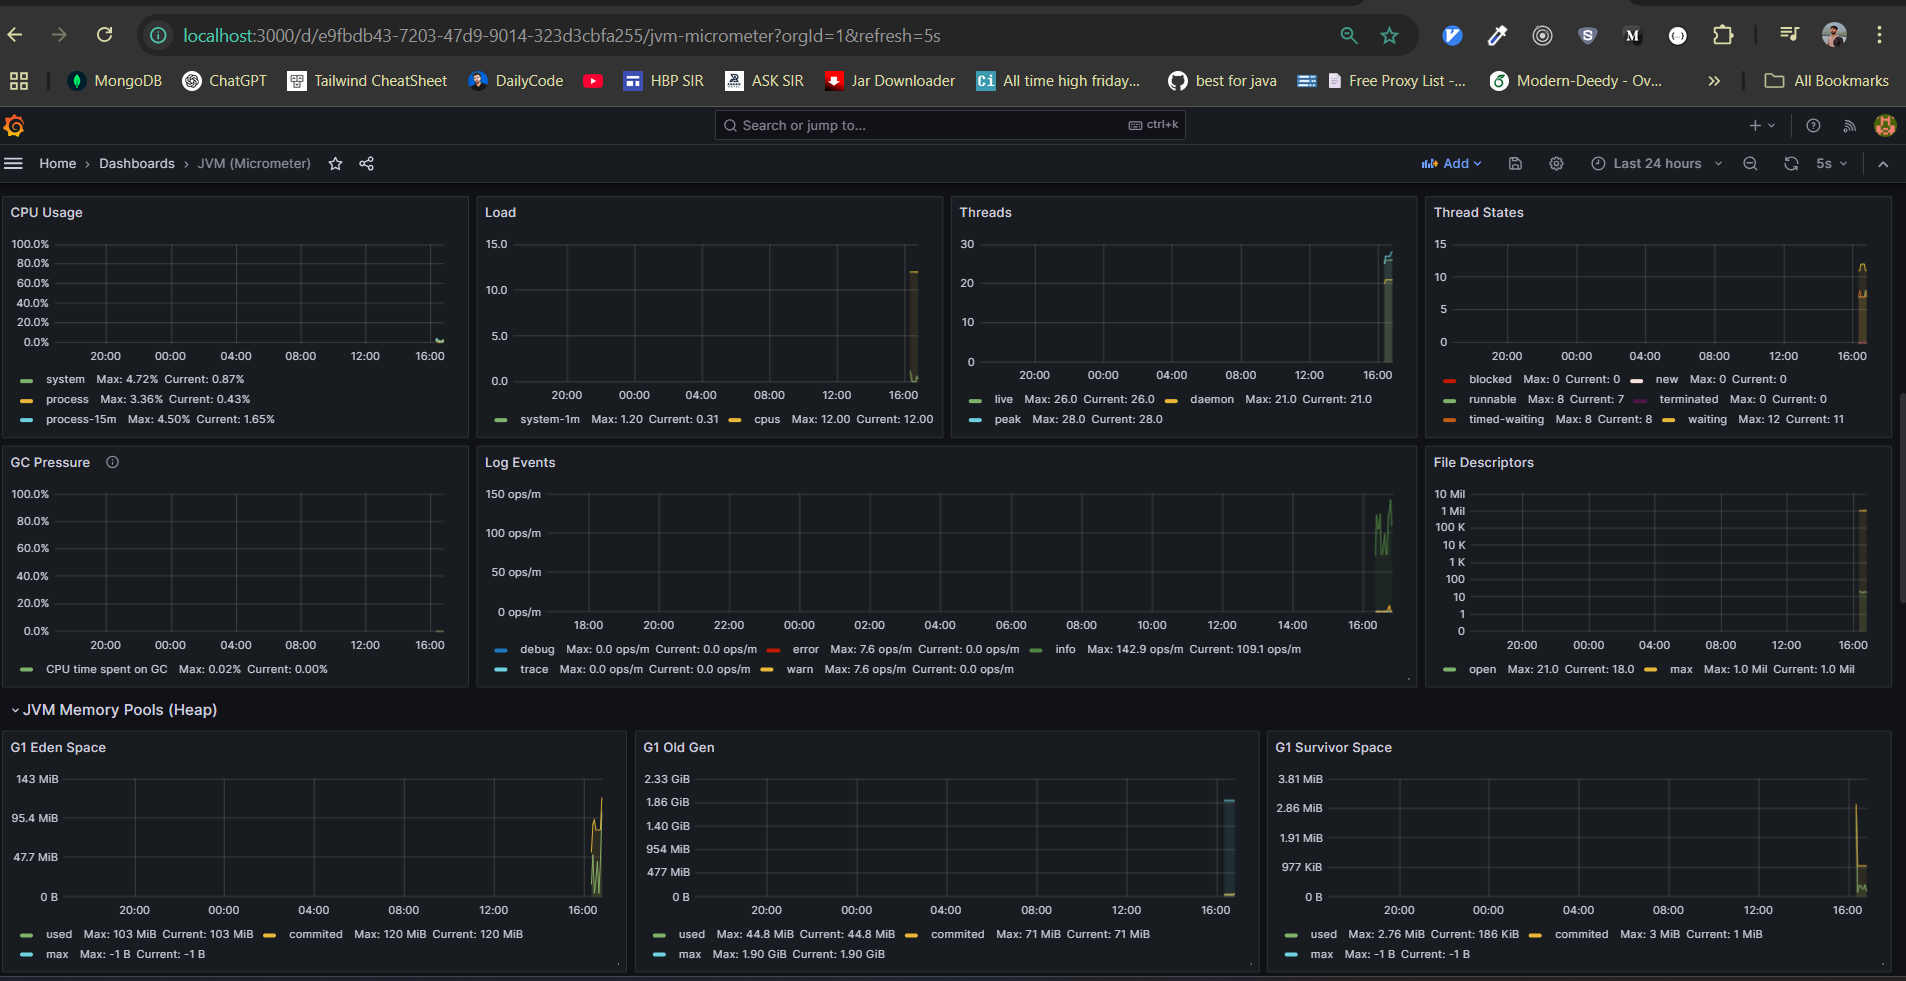 localhost:3000/d/e9fbdb43-7203-47d9-9014-323d3cbfa255/jvm-micrometer?orgId=1&refresh=5s
MongoDB ChatGPT Tailwind CheatSheet DailyCode HBP SIR ASK SIR Jar Downloader Ci All time high friday... best for java Free Proxy List -... Modern-Deedy - Ov... » All Bookmarks
Search or jump to... ctrl+k
Home › Dashboards › JVM (Micrometer) Add Last 24 hours 5s
CPU Usage
100.0%
80.0%
60.0%
40.0%
20.0%
0.0%
20:00 00:00 04:00 08:00 12:00 16:00
system Max: 4.72% Current: 0.87%
process Max: 3.36% Current: 0.43%
process-15m Max: 4.50% Current: 1.65%
Load
15.0
10.0
5.0
0.0
20:00 00:00 04:00 08:00 12:00 16:00
system-1m Max: 1.20 Current: 0.31 cpus Max: 12.00 Current: 12.00
Threads
30
20
10
0
20:00 00:00 04:00 08:00 12:00 16:00
live Max: 26.0 Current: 26.0 daemon Max: 21.0 Current: 21.0
peak Max: 28.0 Current: 28.0
Thread States
15
10
5
0
20:00 00:00 04:00 08:00 12:00 16:00
blocked Max: 0 Current: 0 new Max: 0 Current: 0
runnable Max: 8 Current: 7 terminated Max: 0 Current: 0
timed-waiting Max: 8 Current: 8 waiting Max: 12 Current: 11
GC Pressure
100.0%
80.0%
60.0%
40.0%
20.0%
0.0%
20:00 00:00 04:00 08:00 12:00 16:00
CPU time spent on GC Max: 0.02% Current: 0.00%
Log Events
150 ops/m
100 ops/m
50 ops/m
0 ops/m
18:00 20:00 22:00 00:00 02:00 04:00 06:00 08:00 10:00 12:00 14:00 16:00
debug Max: 0.0 ops/m Current: 0.0 ops/m error Max: 7.6 ops/m Current: 0.0 ops/m info Max: 142.9 ops/m Current: 109.1 ops/m
trace Max: 0.0 ops/m Current: 0.0 ops/m warn Max: 7.6 ops/m Current: 0.0 ops/m
File Descriptors
10 Mil
1 Mil
100 K
10 K
1 K
100
10
1
0
20:00 00:00 04:00 08:00 12:00 16:00
open Max: 21.0 Current: 18.0 max Max: 1.0 Mil Current: 1.0 Mil
JVM Memory Pools (Heap)
G1 Eden Space
143 MiB
95.4 MiB
47.7 MiB
0 B
20:00 00:00 04:00 08:00 12:00 16:00
used Max: 103 MiB Current: 103 MiB commited Max: 120 MiB Current: 120 MiB
max Max: -1 B Current: -1 B
G1 Old Gen
2.33 GiB
1.86 GiB
1.40 GiB
954 MiB
477 MiB
0 B
20:00 00:00 04:00 08:00 12:00 16:00
used Max: 44.8 MiB Current: 44.8 MiB commited Max: 71 MiB Current: 71 MiB
max Max: 1.90 GiB Current: 1.90 GiB
G1 Survivor Space
3.81 MiB
2.86 MiB
1.91 MiB
977 KiB
0 B
20:00 00:00 04:00 08:00 12:00 16:00
used Max: 2.76 MiB Current: 186 KiB commited Max: 3 MiB Current: 1 MiB
max Max: -1 B Current: -1 B